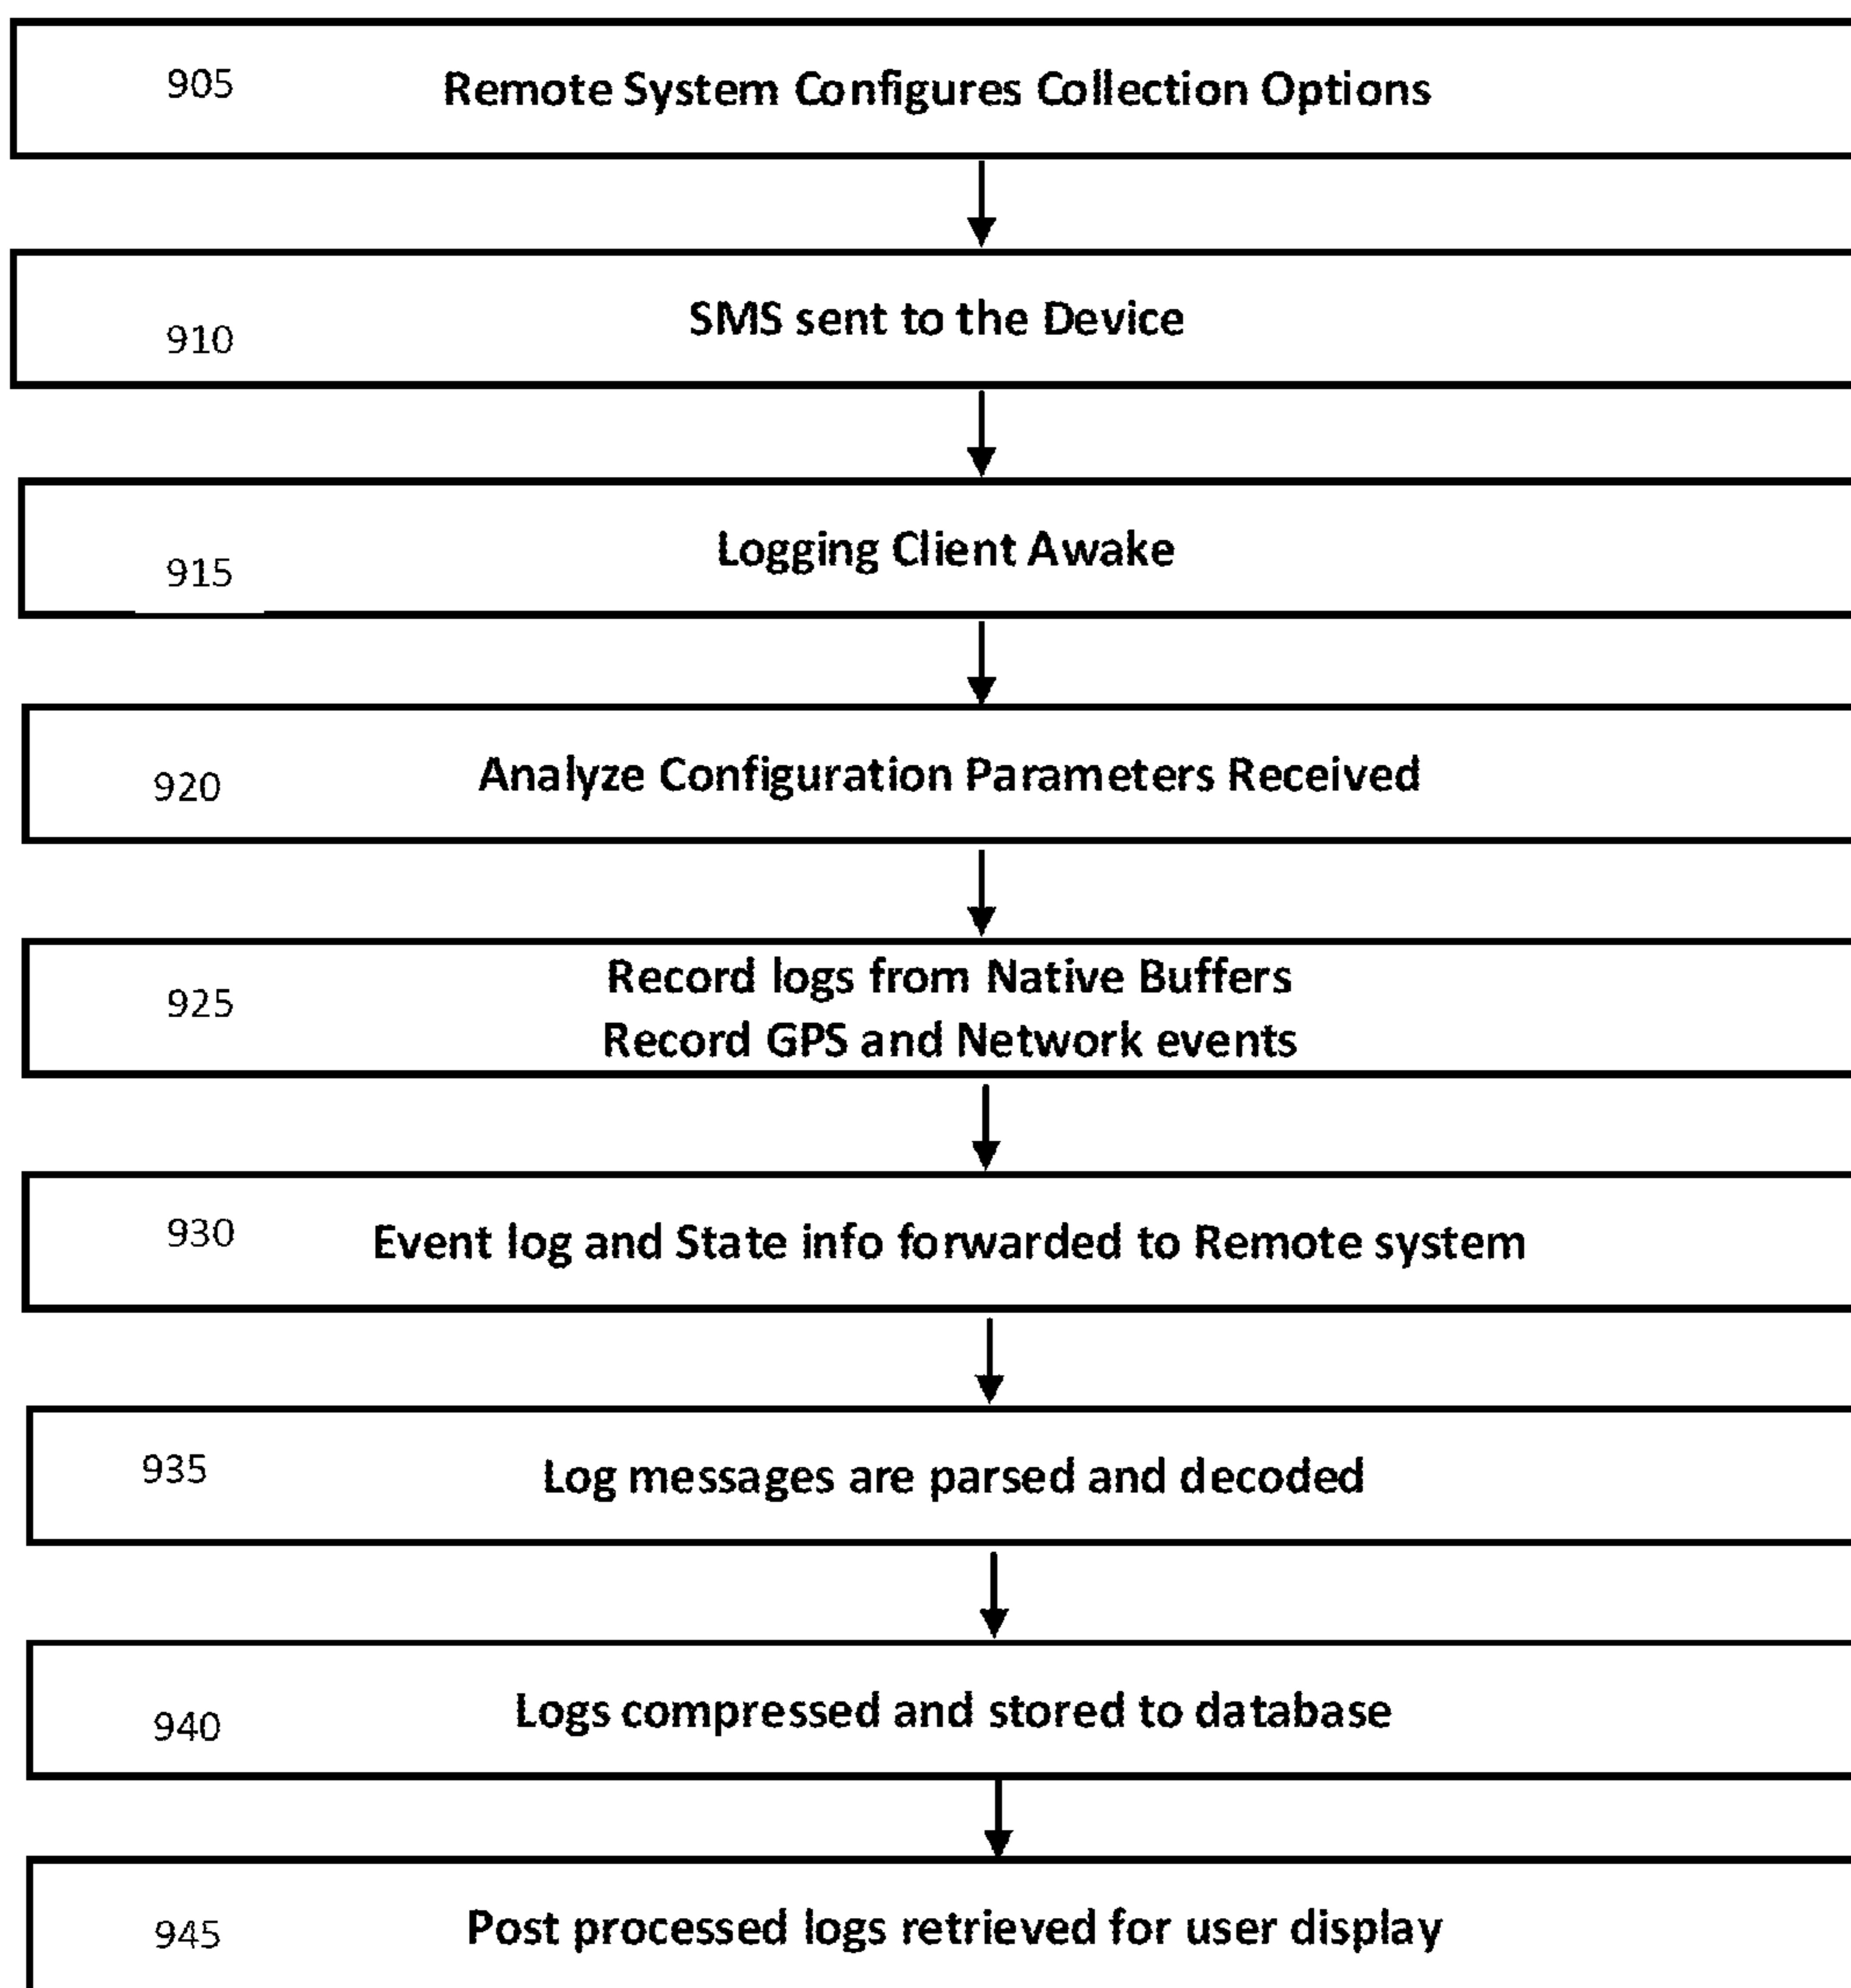 905 Remote System Configures Collection Options
910 SMS sent to the Device
915 Logging Client Awake
920 Analyze Configuration Parameters Received
925 Record logs from Native Buffers
Record GPS and Network events
930 Event log and State info forwarded to Remote system
935 Log messages are parsed and decoded
940 Logs compressed and stored to database
945 Post processed logs retrieved for user display